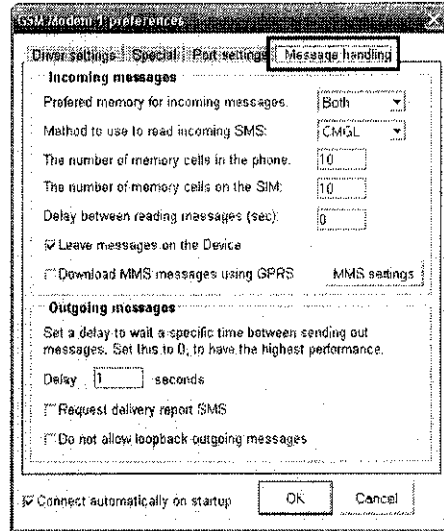 GSM Modem 1 preferences
Driver settings Special Port settings Message handling
Incoming messages
Prefered memory for incoming messages. Both
Method to use to read incoming SMS: CMGL
The number of memory cells in the phone. 10
The number of memory cells on the SIM: 10
Delay between reading messages (sec): 0
Leave messages on the Device
Download MMS messages using GPRS MMS settings
Outgoing messages
Set a delay to wait a specific time between sending out
messages. Set this to 0, to have the highest performance.
Delay 1 seconds
Request delivery report SMS
Do not allow loopback outgoing messages
Connect automatically on startup OK Cancel